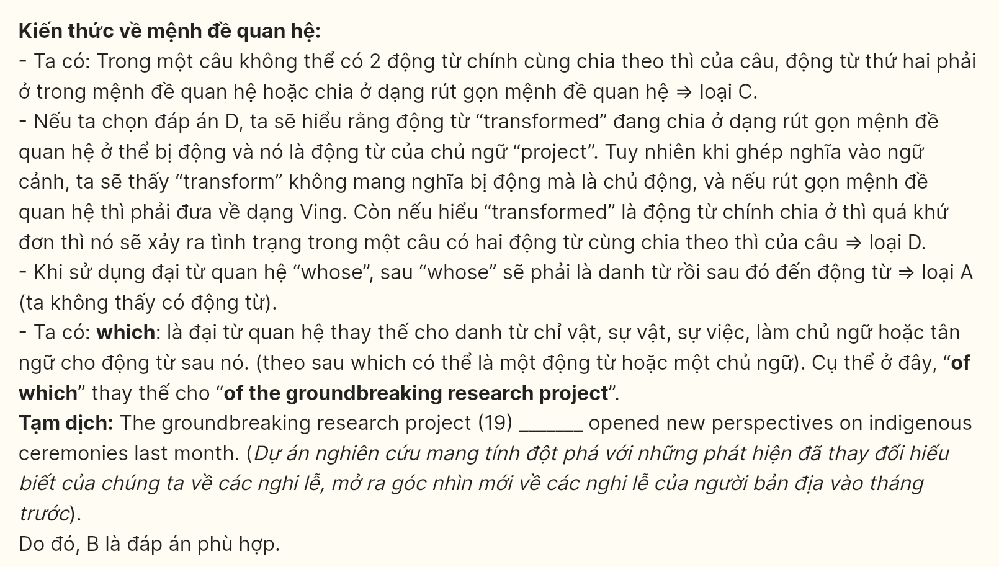 Kiến thức về mệnh đề quan hệ:
- Ta có: Trong một câu không thể có 2 động từ chính cùng chia theo thì của câu, động từ thứ hai phải
ở trong mệnh đề quan hệ hoặc chia ở dạng rút gọn mệnh đề quan hệ ⇒ loại C.
- Nếu ta chọn đáp án D, ta sẽ hiểu rằng động từ “transformed” đang chia ở dạng rút gọn mệnh đề
quan hệ ở thể bị động và nó là động từ của chủ ngữ “project”. Tuy nhiên khi ghép nghĩa vào ngữ
cảnh, ta sẽ thấy “transform” không mang nghĩa bị động mà là chủ động, và nếu rút gọn mệnh đề
quan hệ thì phải đưa về dạng Ving. Còn nếu hiểu “transformed” là động từ chính chia ở thì quá khứ
đơn thì nó sẽ xảy ra tình trạng trong một câu có hai động từ cùng chia theo thì của câu ⇒ loại D.
- Khi sử dụng đại từ quan hệ “whose”, sau “whose” sẽ phải là danh từ rồi sau đó đến động từ ⇒ loại A
(ta không thấy có động từ).
- Ta có: which: là đại từ quan hệ thay thế cho danh từ chỉ vật, sự vật, sự việc, làm chủ ngữ hoặc tân
ngữ cho động từ sau nó. (theo sau which có thể là một động từ hoặc một chủ ngữ). Cụ thể ở đây, “of
which” thay thế cho “of the groundbreaking research project”.
Tạm dịch: The groundbreaking research project (19) _______ opened new perspectives on indigenous
ceremonies last month. (Dự án nghiên cứu mang tính đột phá với những phát hiện đã thay đổi hiểu
biết của chúng ta về các nghi lễ, mở ra góc nhìn mới về các nghi lễ của người bản địa vào tháng
trước).
Do đó, B là đáp án phù hợp.